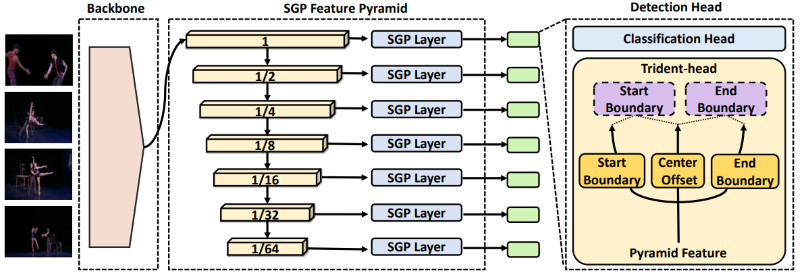 Backbone
SGP Feature Pyramid
Detection Head
1
SGP Layer
1/2
SGP Layer
1/4
SGP Layer
1/8
SGP Layer
1/16
SGP Layer
1/32
SGP Layer
1/64
SGP Layer
Classification Head
Trident-head
Start
Boundary
End
Boundary
Start
Boundary
Center
Offset
End
Boundary
Pyramid Feature